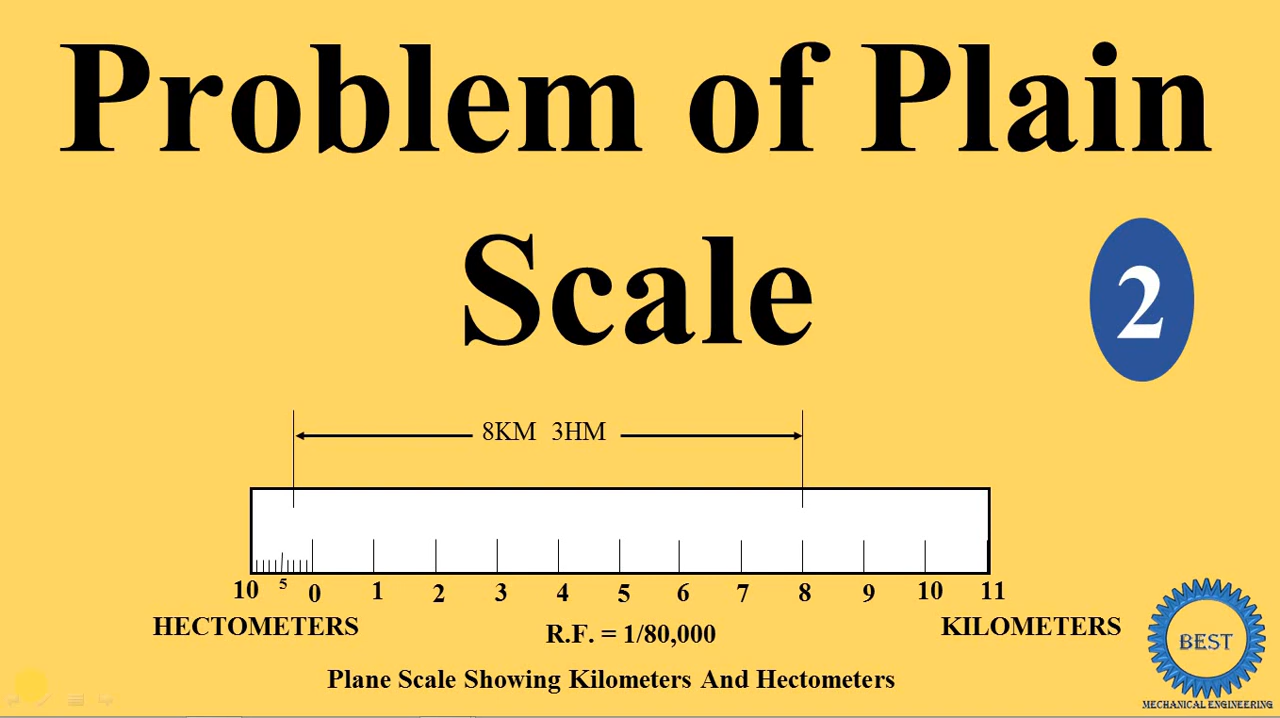 Problem of Plain
Scale
2
8KM 3HM
10 5 0 1 2 3 4 5 6 7 8 9 10 11
HECTOMETERS
R.F. = 1/80,000
KILOMETERS
Plane Scale Showing Kilometers And Hectometers
BEST
MECHANICAL ENGINEERING